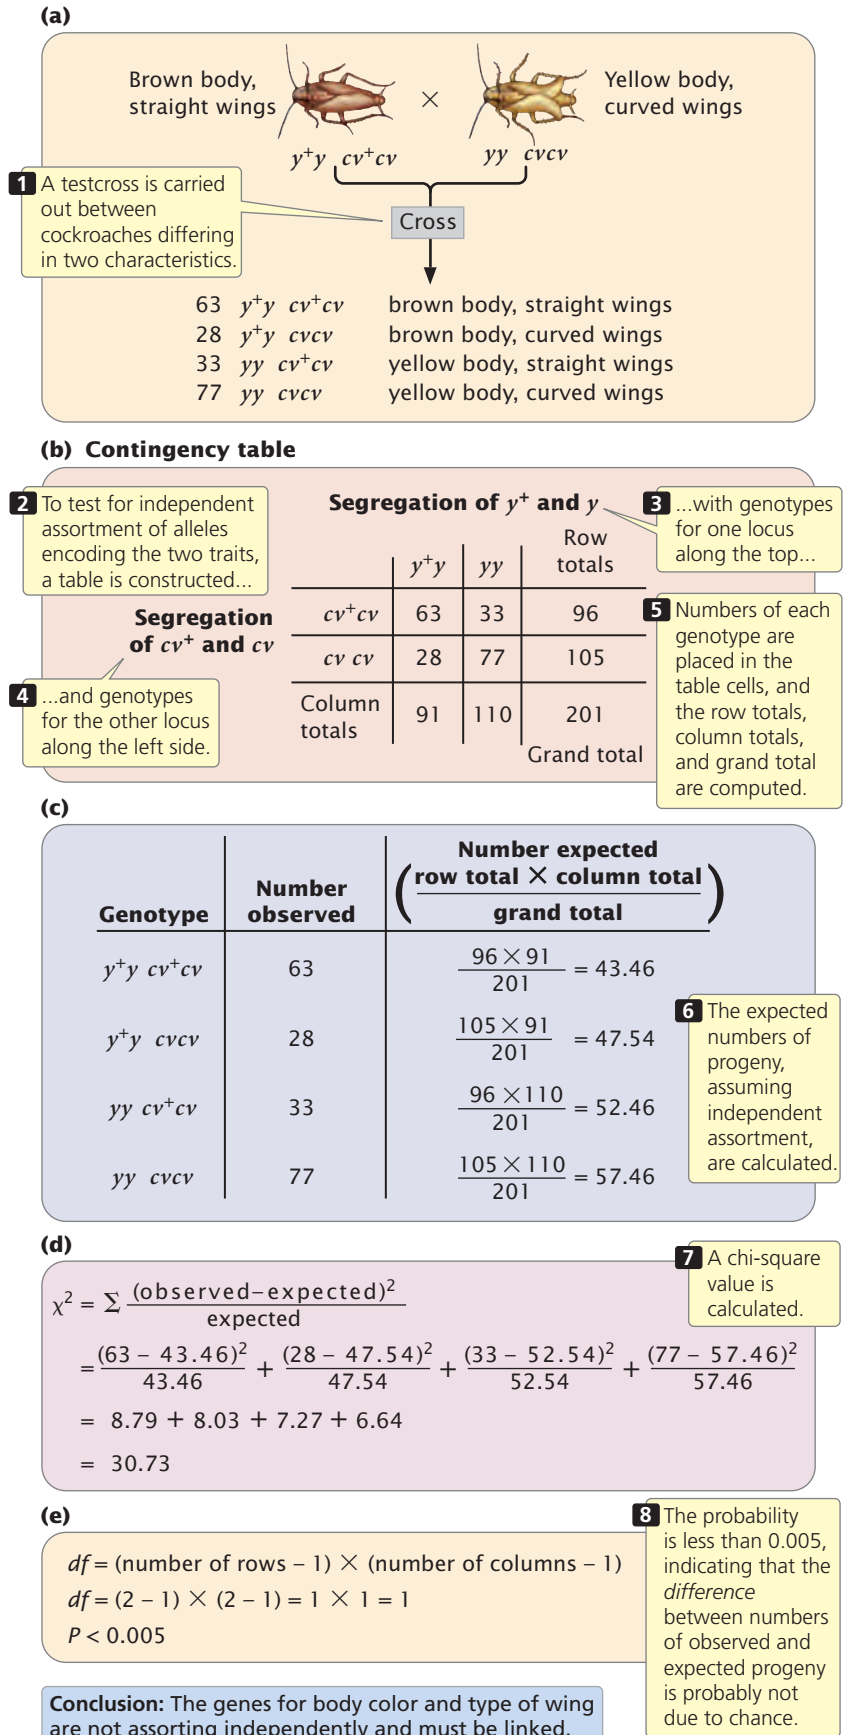 (a)
Brown body,
straight wings
×
Yellow body,
curved wings
y⁺y cv⁺cv
yy cvcv
1 A testcross is carried
out between
cockroaches differing
in two characteristics.
Cross
63 y⁺y cv⁺cv brown body, straight wings
28 y⁺y cvcv brown body, curved wings
33 yy cv⁺cv yellow body, straight wings
77 yy cvcv yellow body, curved wings
(b) Contingency table
2 To test for independent
assortment of alleles
encoding the two traits,
a table is constructed...
Segregation of y⁺ and y
3 ...with genotypes
for one locus
along the top...
Segregation
of cv⁺ and cv
4 ...and genotypes
for the other locus
along the left side.
Row
y⁺y yy totals
cv⁺cv 63 33 96
cv cv 28 77 105
Column
totals 91 110 201
Grand total
5 Numbers of each
genotype are
placed in the
table cells, and
the row totals,
column totals,
and grand total
are computed.
(c)
Genotype
Number
observed
Number expected
(row total × column total
grand total)
y⁺y cv⁺cv 63 96 × 91 / 201 = 43.46
y⁺y cvcv 28 105 × 91 / 201 = 47.54
yy cv⁺cv 33 96 × 110 / 201 = 52.46
yy cvcv 77 105 × 110 / 201 = 57.46
6 The expected
numbers of
progeny,
assuming
independent
assortment,
are calculated.
(d)
7 A chi-square
value is
calculated.
χ² = Σ (observed–expected)² / expected
= (63 – 43.46)² / 43.46 + (28 – 47.54)² / 47.54 + (33 – 52.54)² / 52.54 + (77 – 57.46)² / 57.46
= 8.79 + 8.03 + 7.27 + 6.64
= 30.73
(e)
df = (number of rows – 1) × (number of columns – 1)
df = (2 – 1) × (2 – 1) = 1 × 1 = 1
P < 0.005
8 The probability
is less than 0.005,
indicating that the
difference
between numbers
of observed and
expected progeny
is probably not
due to chance.
Conclusion: The genes for body color and type of wing
are not assorting independently and must be linked.